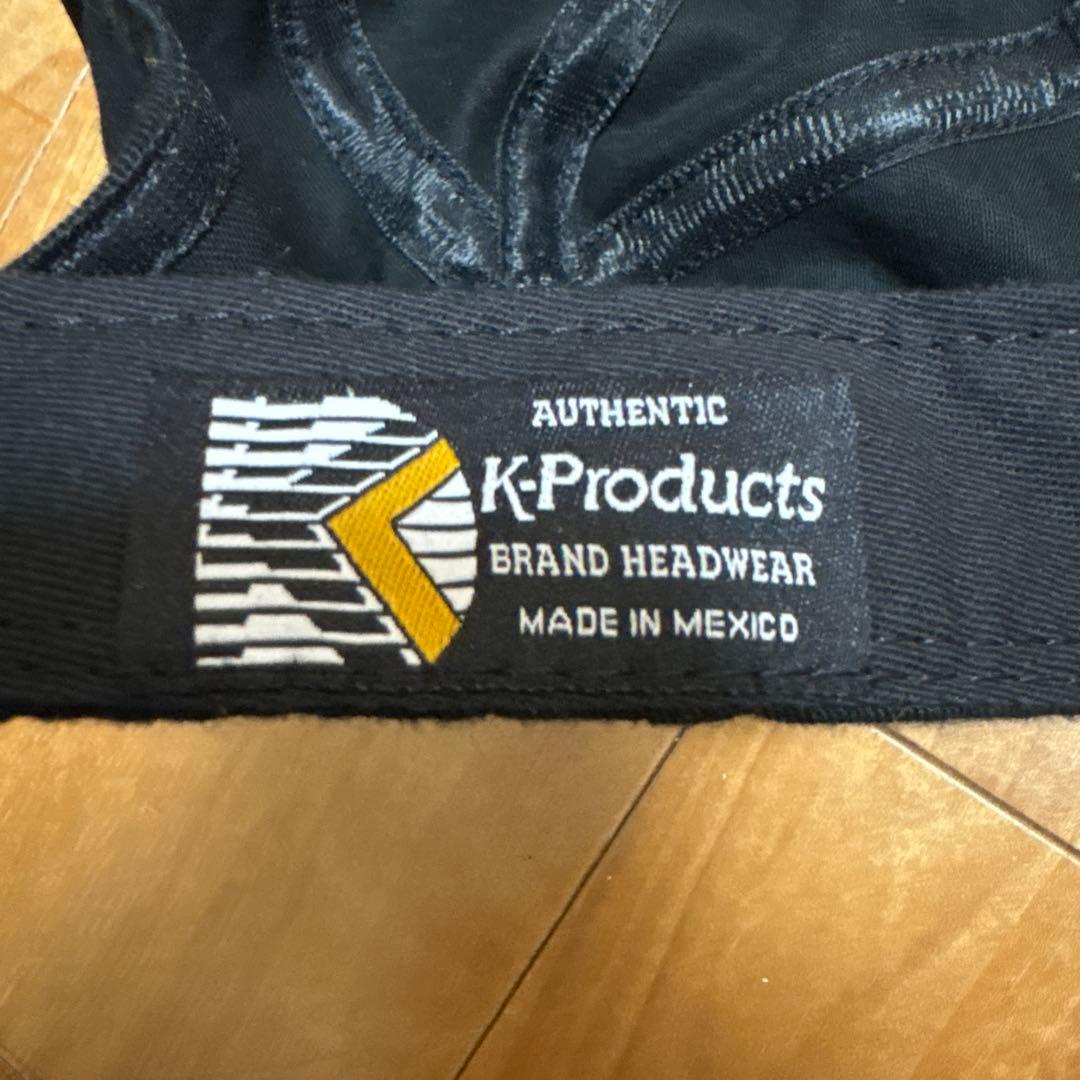 AUTHENTIC
K-Products
BRAND HEADWEAR
MADE IN MEXICO